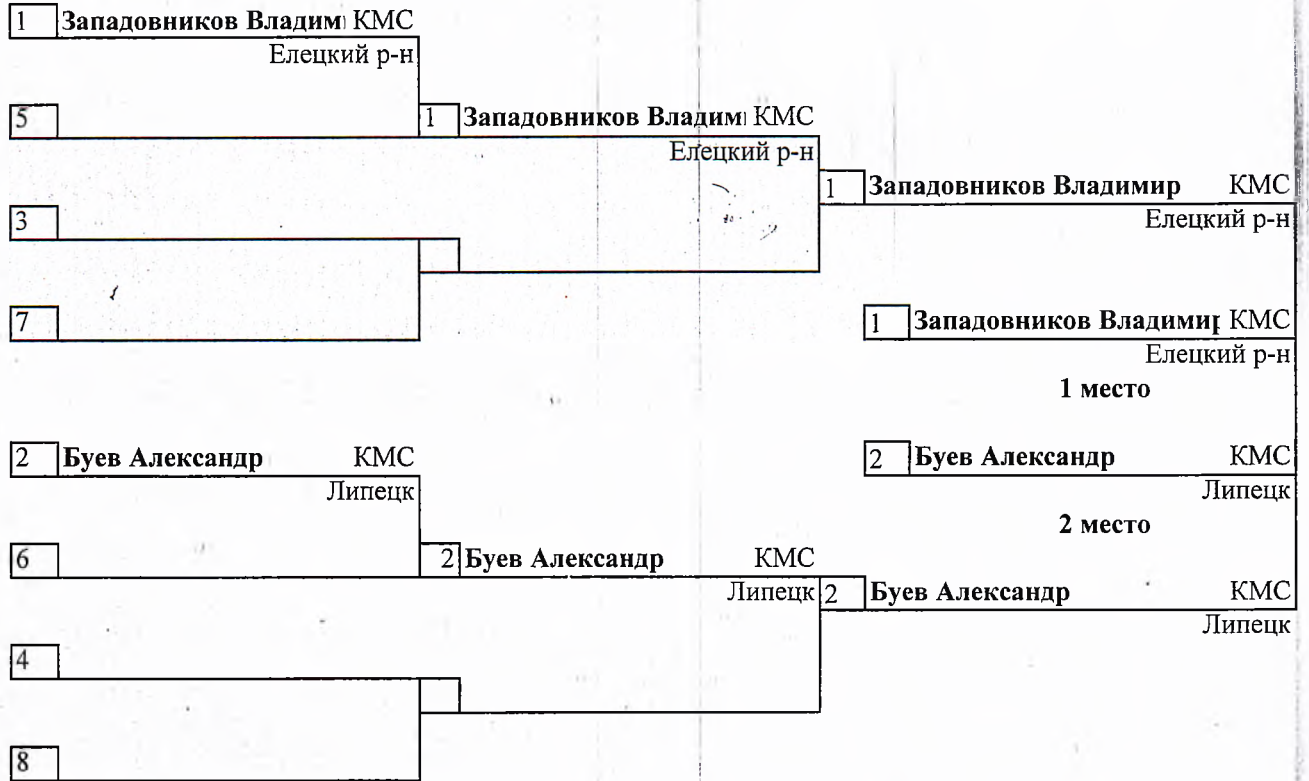 1 Западовников Владим КМС
Елецкий р-н
5
1 Западовников Владим КМС
Елецкий р-н
1 Западовников Владимир КМС
Елецкий р-н
3
7
1 Западовников Владимир КМС
Елецкий р-н
1 место
2 Буев Александр КМС
Липецк
2 Буев Александр КМС
Липецк
2 место
6
2 Буев Александр КМС
Липецк
2 Буев Александр КМС
Липецк
4
8